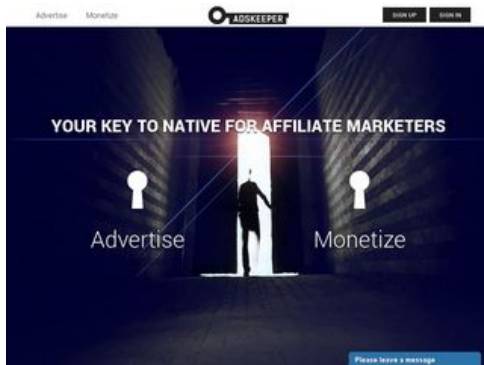 Advertise Monetize ADSKEEPER SIGN UP SIGN IN
YOUR KEY TO NATIVE FOR AFFILIATE MARKETERS
Advertise Monetize
Please leave a message